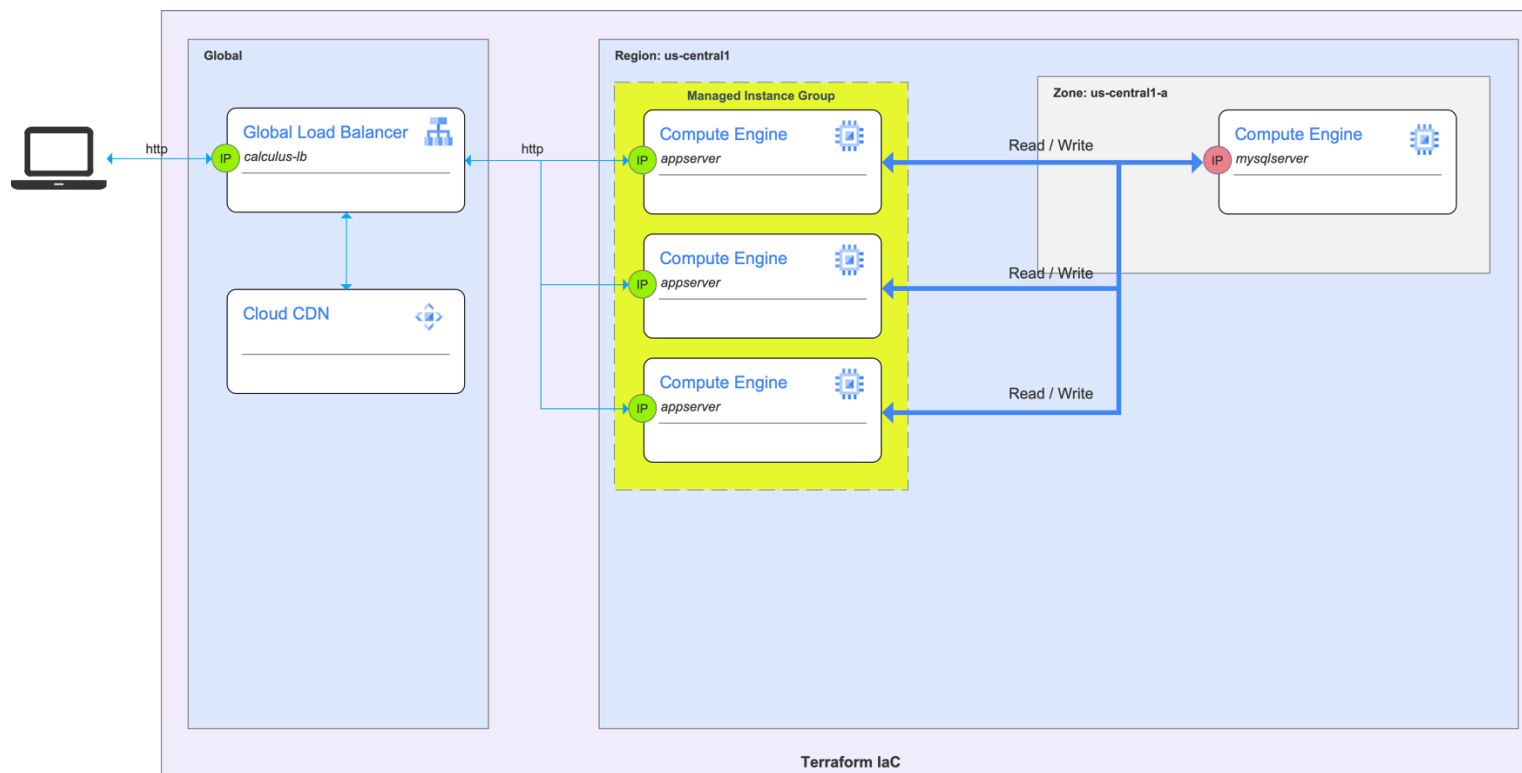 Global
http
IP
Global Load Balancer
calculus-lb
Cloud CDN
http
Region: us-central1
Managed Instance Group
IP
Compute Engine
appserver
IP
Compute Engine
appserver
IP
Compute Engine
appserver
Read / Write
Read / Write
Read / Write
Zone: us-central1-a
IP
Compute Engine
mysqlserver
Terraform IaC